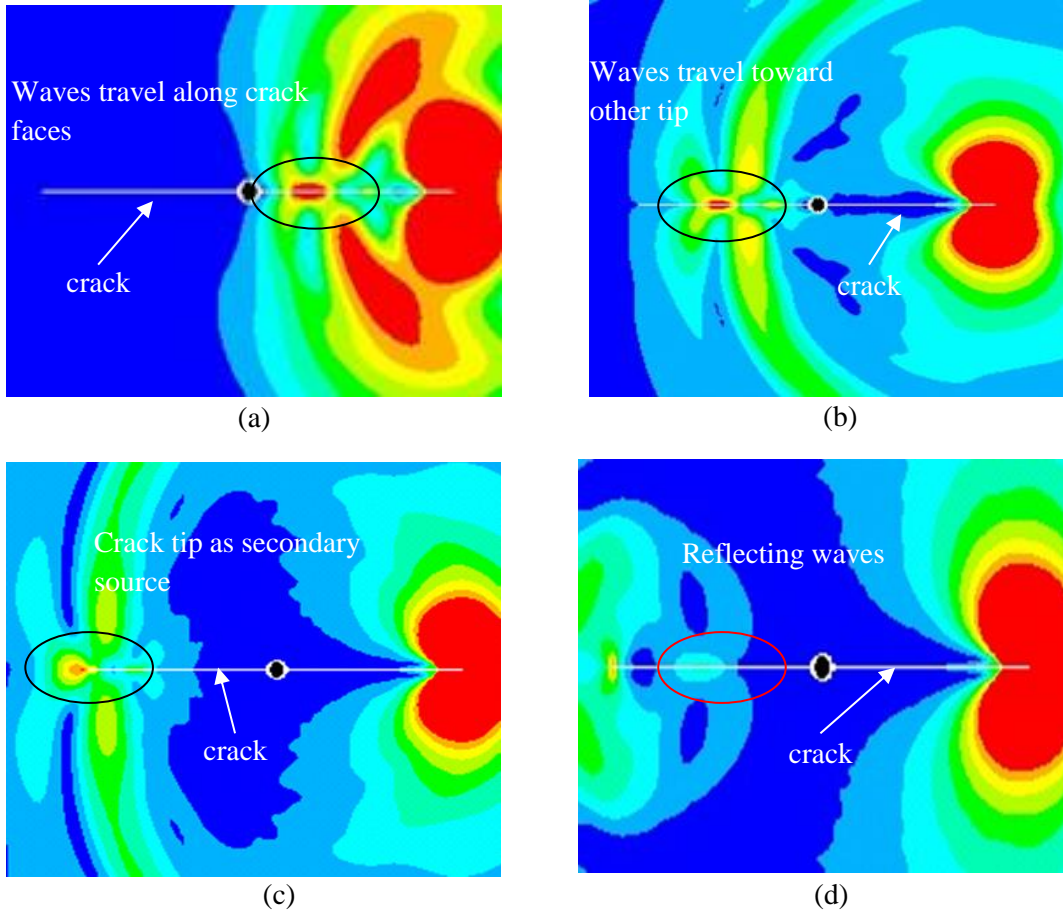 Waves travel along crack
faces
crack
(a)
Waves travel toward
other tip
crack
(b)
Crack tip as secondary
source
crack
(c)
Reflecting waves
crack
(d)